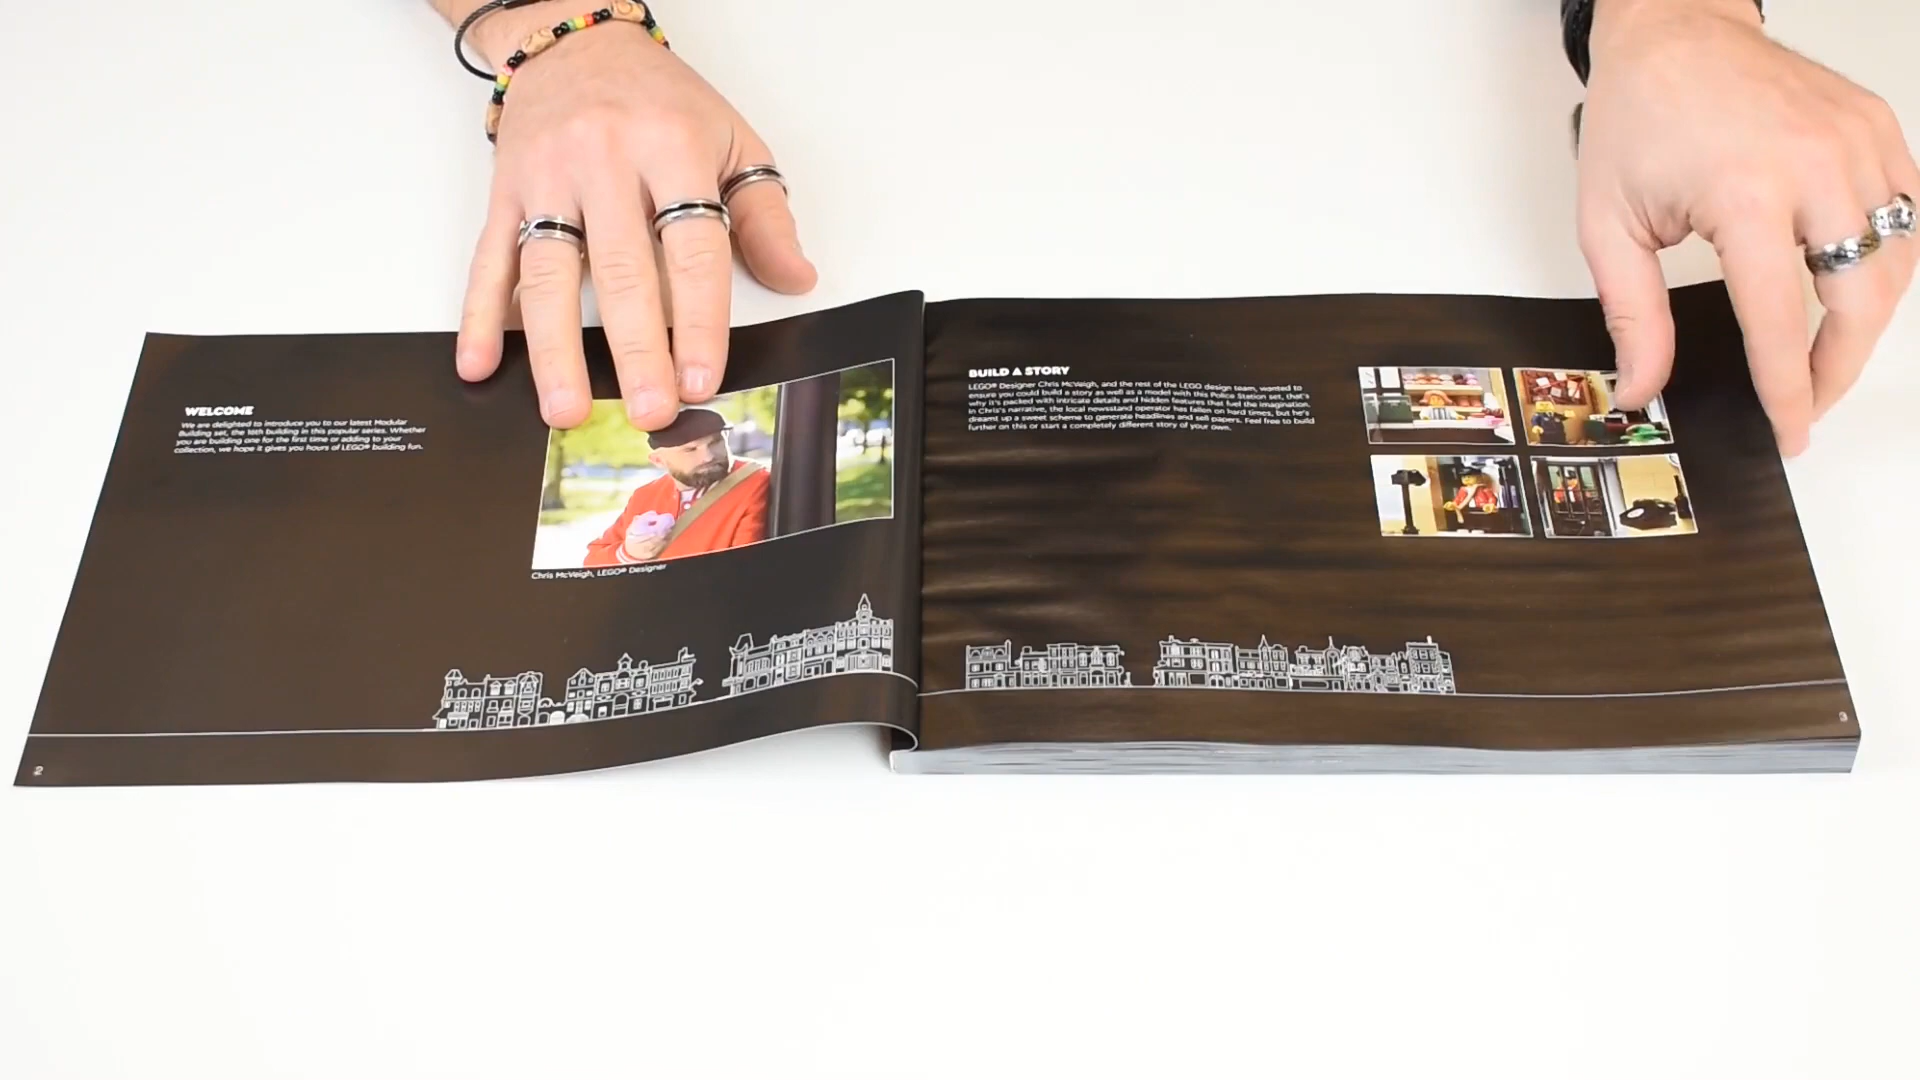 WELCOME
We are delighted to introduce you to our latest Modular
Building set, the 16th building in this popular series. Whether
you are building one for the first time or adding to your
collection, we hope it gives you hours of LEGO® building fun.
Chris McVeigh, LEGO® Designer
2
BUILD A STORY
LEGO® Designer Chris McVeigh, and the rest of the LEGO design team, wanted to
ensure you could build a story as well as a model with this Police Station set, that's
why it's packed with intricate details and hidden features that fuel the imagination.
In Chris's narrative, the local newsstand operator has fallen on hard times, but he's
dreamt up a sweet scheme to generate headlines and sell papers. Feel free to build
further on this or start a completely different story of your own.
3